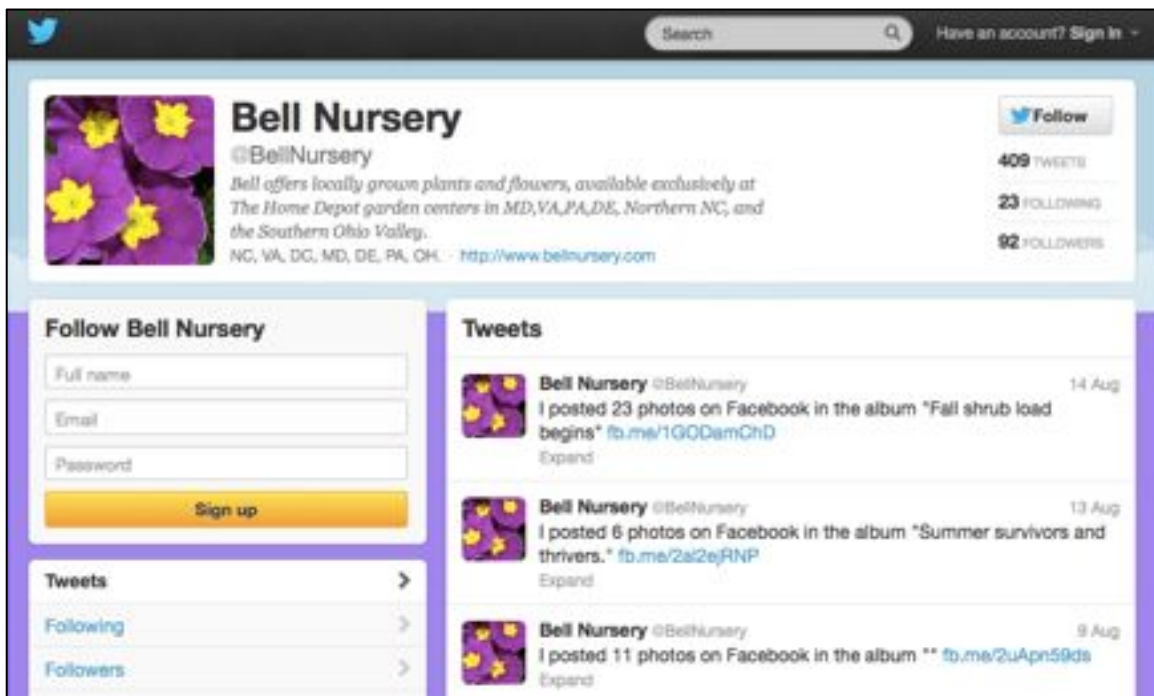 Search
Have an account? Sign In
Bell Nursery
@BellNursery
Bell offers locally grown plants and flowers, available exclusively at
The Home Depot garden centers in MD,VA,PA,DE, Northern NC, and
the Southern Ohio Valley.
NC, VA, DC, MD, DE, PA, OH. · http://www.bellnursery.com
Follow
409 TWEETS
23 FOLLOWING
92 FOLLOWERS
Follow Bell Nursery
Full name
Email
Password
Sign up
Tweets
Following
Followers
Tweets
Bell Nursery @BellNursery 14 Aug
I posted 23 photos on Facebook in the album "Fall shrub load
begins" fb.me/1GODamChD
Expand
Bell Nursery @BellNursery 13 Aug
I posted 6 photos on Facebook in the album "Summer survivors and
thrivers." fb.me/2al2ejRNP
Expand
Bell Nursery @BellNursery 9 Aug
I posted 11 photos on Facebook in the album "" fb.me/2uApn59ds
Expand